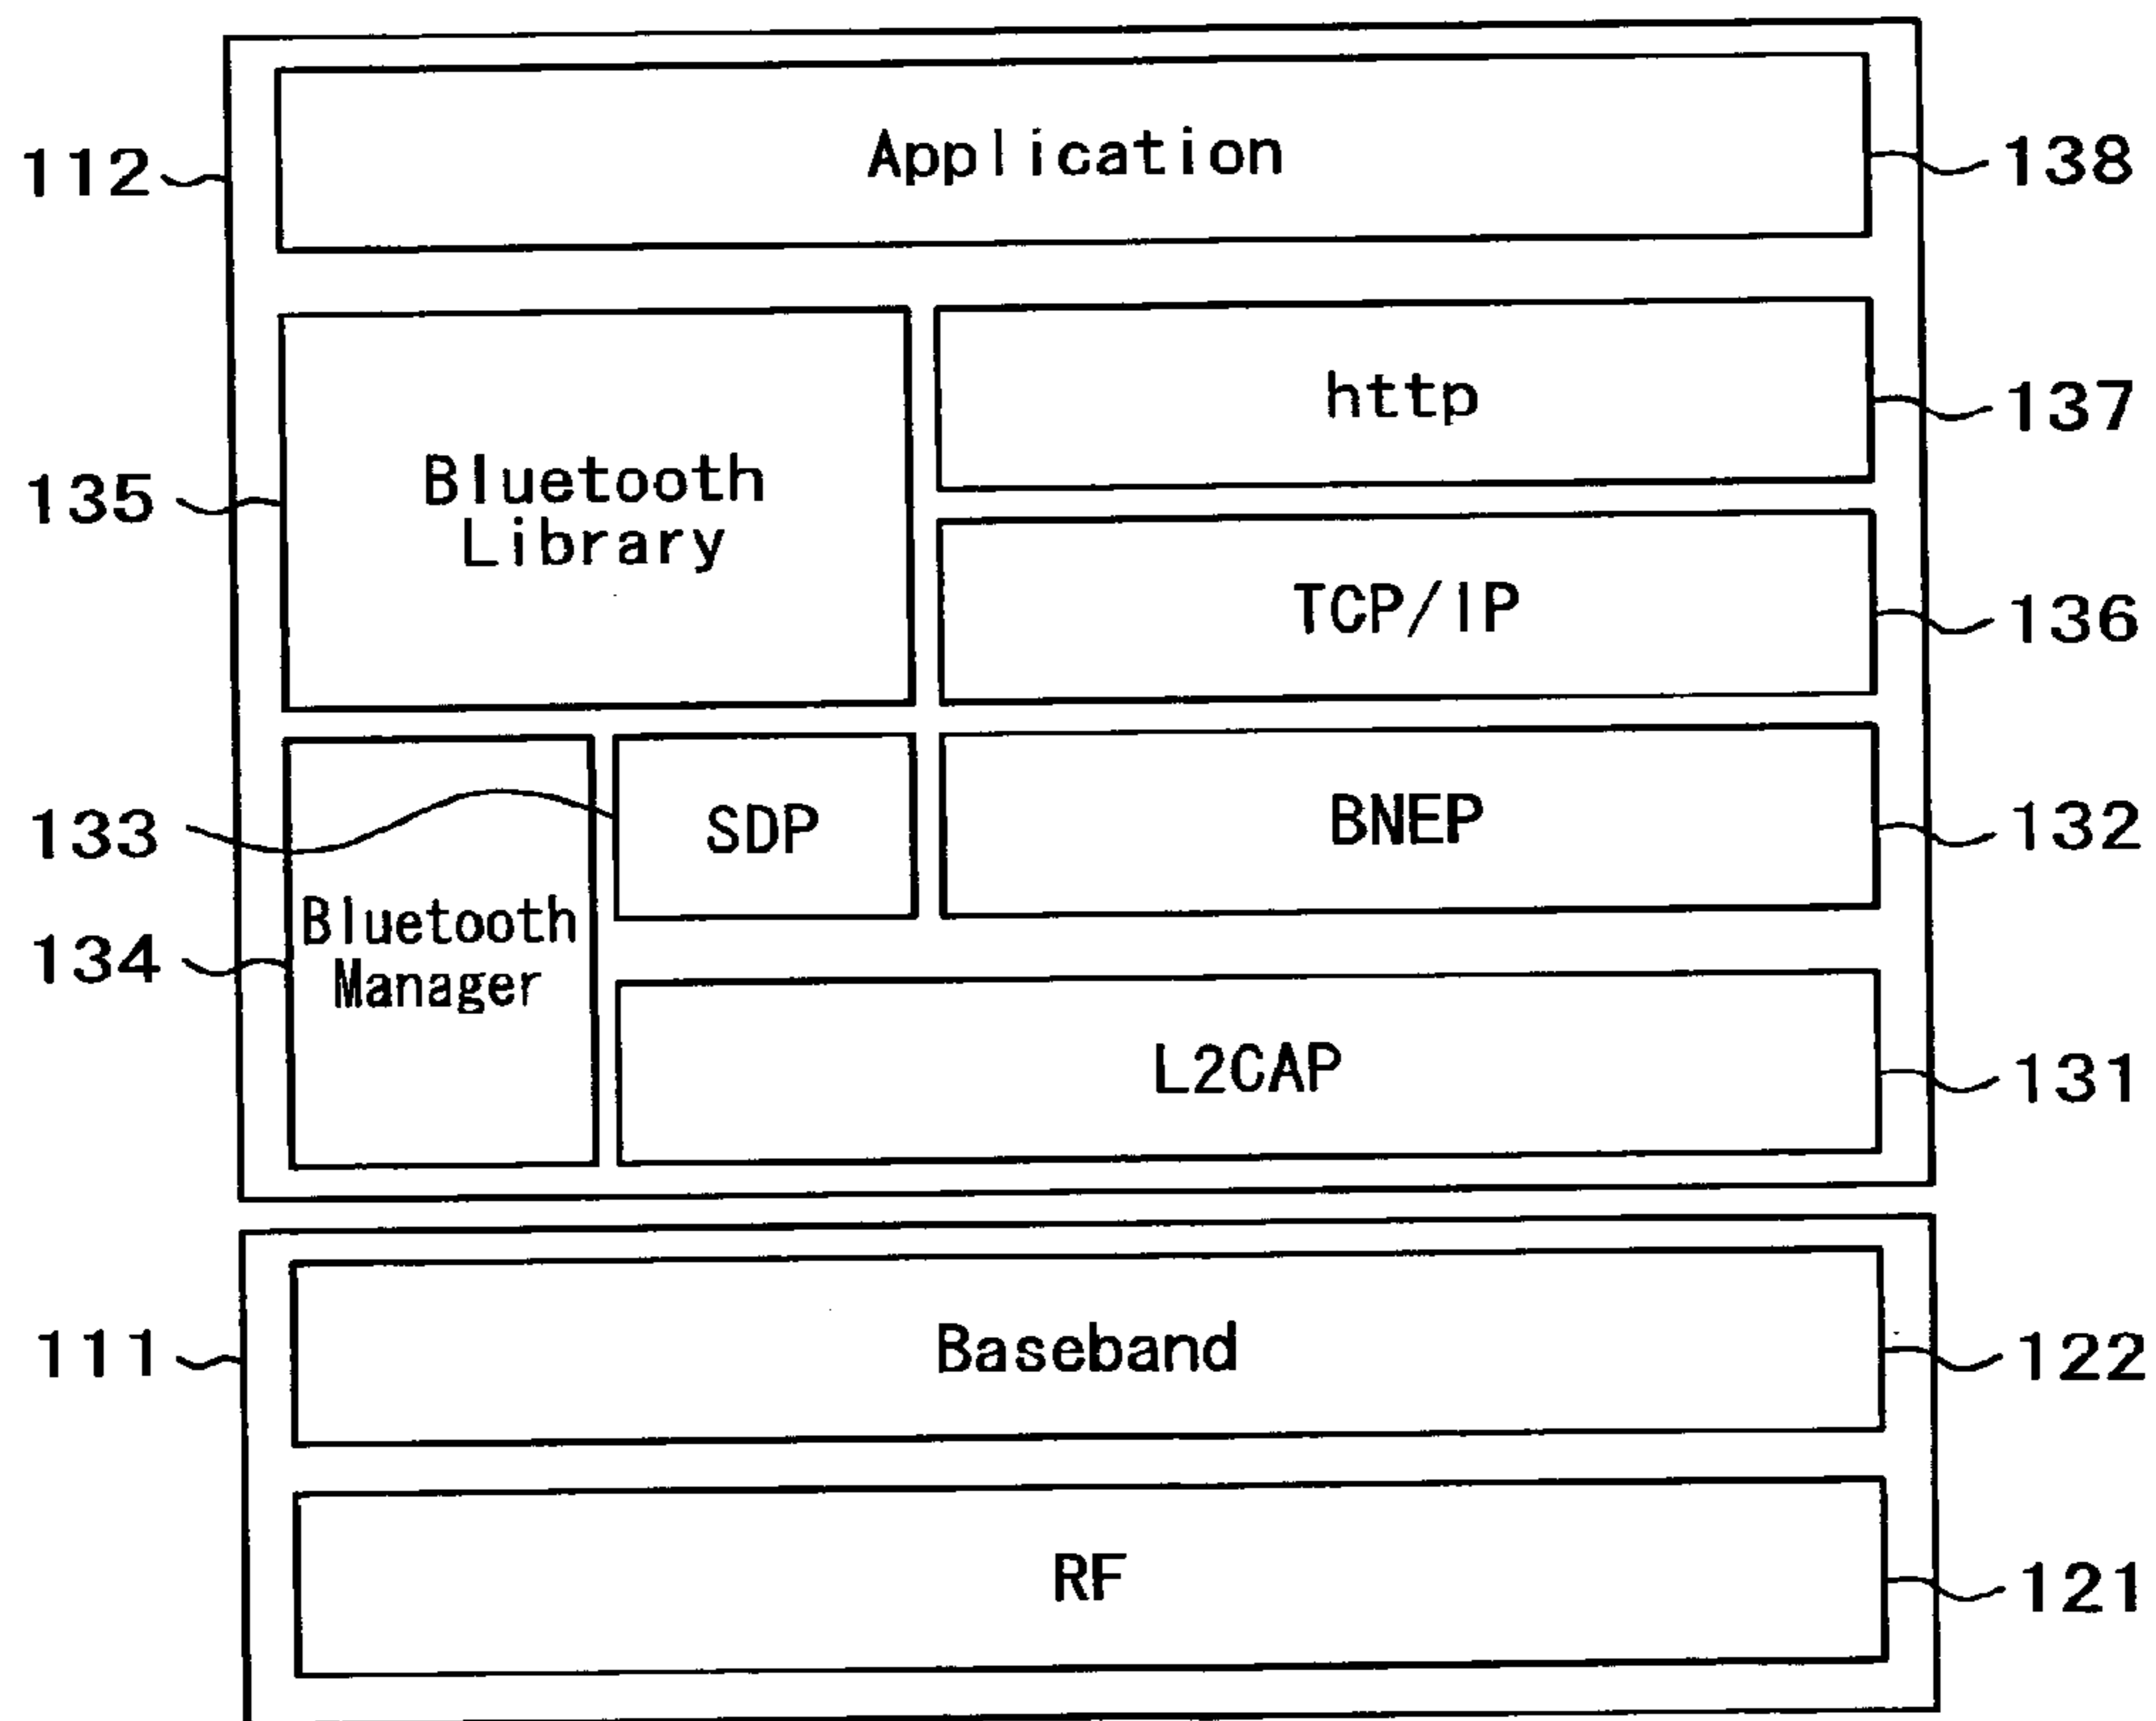 Application
112
138
http
137
Bluetooth
Library
135
TCP/IP
136
133
SDP
BNEP
132
Bluetooth
Manager
134
L2CAP
131
Baseband
111
122
RF
121